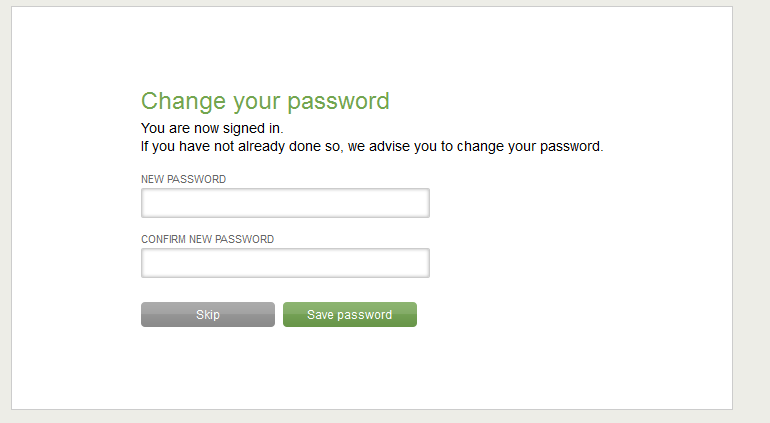 Change your password
You are now signed in.
If you have not already done so, we advise you to change your password.
NEW PASSWORD
CONFIRM NEW PASSWORD
Skip Save password